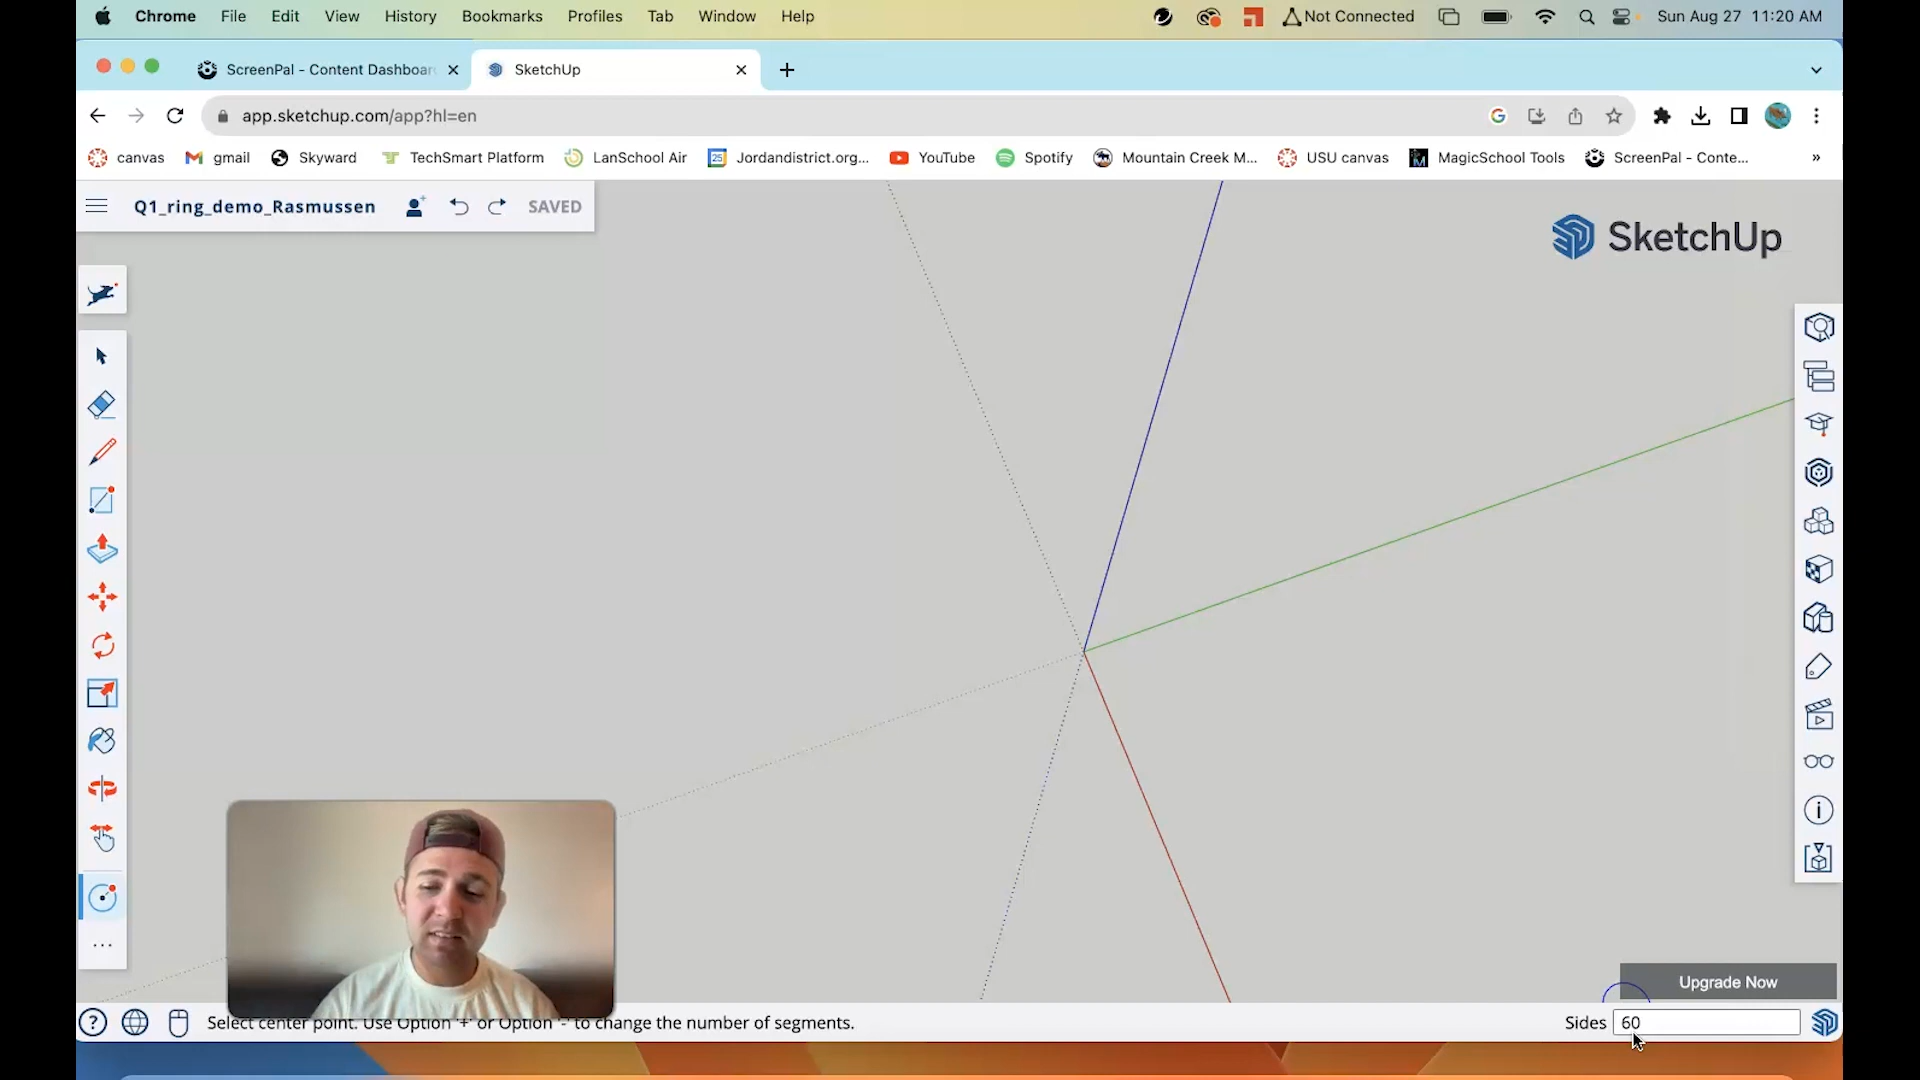 Chrome File Edit View History Bookmarks Profiles Tab Window Help Not Connected Sun Aug 27 11:20 AM
ScreenPal - Content Dashboar SketchUp
app.sketchup.com/app?hl=en
canvas gmail Skyward TechSmart Platform LanSchool Air 25 Jordandistrict.org... YouTube Spotify Mountain Creek M... USU canvas MagicSchool Tools ScreenPal - Conte... »
Q1_ring_demo_Rasmussen SAVED
SketchUp
Upgrade Now
Select center point. Use Option '+' or Option '-' to change the number of segments. Sides 60